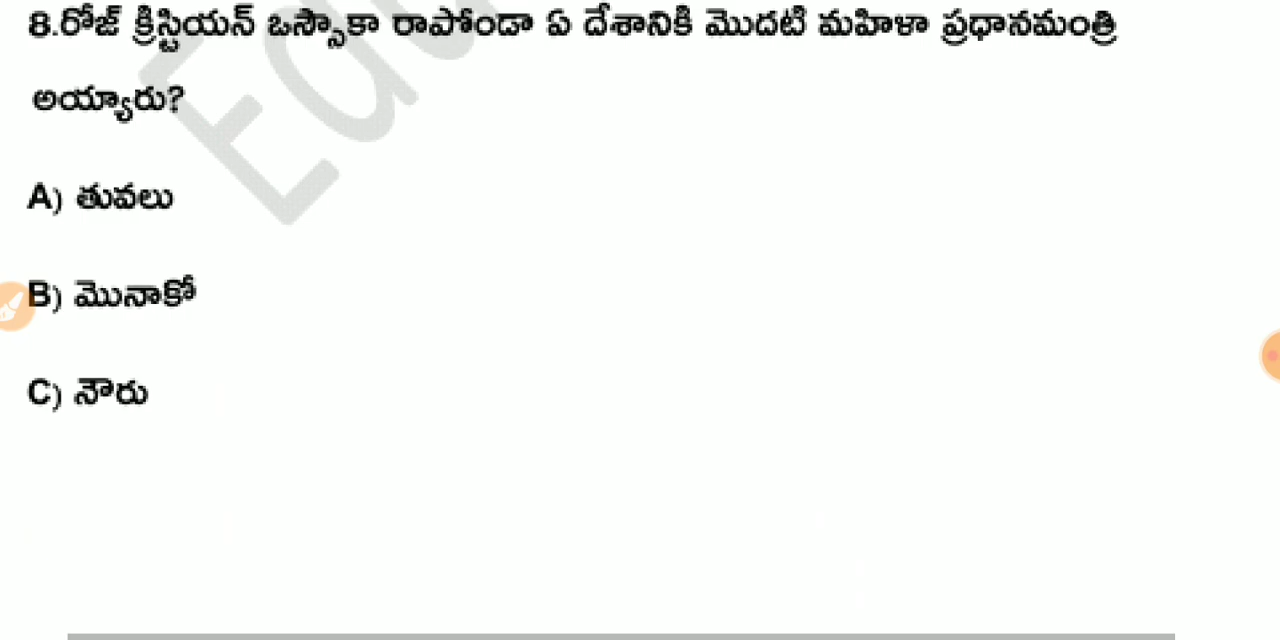 8.రోజ్ క్రిస్టియన్ ఒస్సౌకా రాపోండా ఏ దేశానికి మొదటి మహిళా ప్రధానమంత్రి
అయ్యారు?
A) తువలు
B) మొనాకో
C) నౌరు